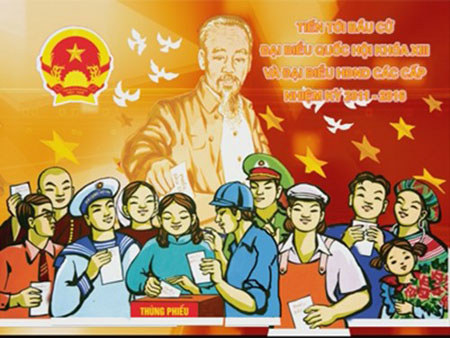 TIẾN TỚI BẦU CỬ
ĐẠI BIỂU QUỐC HỘI KHÓA XIII
VÀ ĐẠI BIỂU HĐND CÁC CẤP
NHIỆM KỲ 2011 - 2016
THÙNG PHIẾU